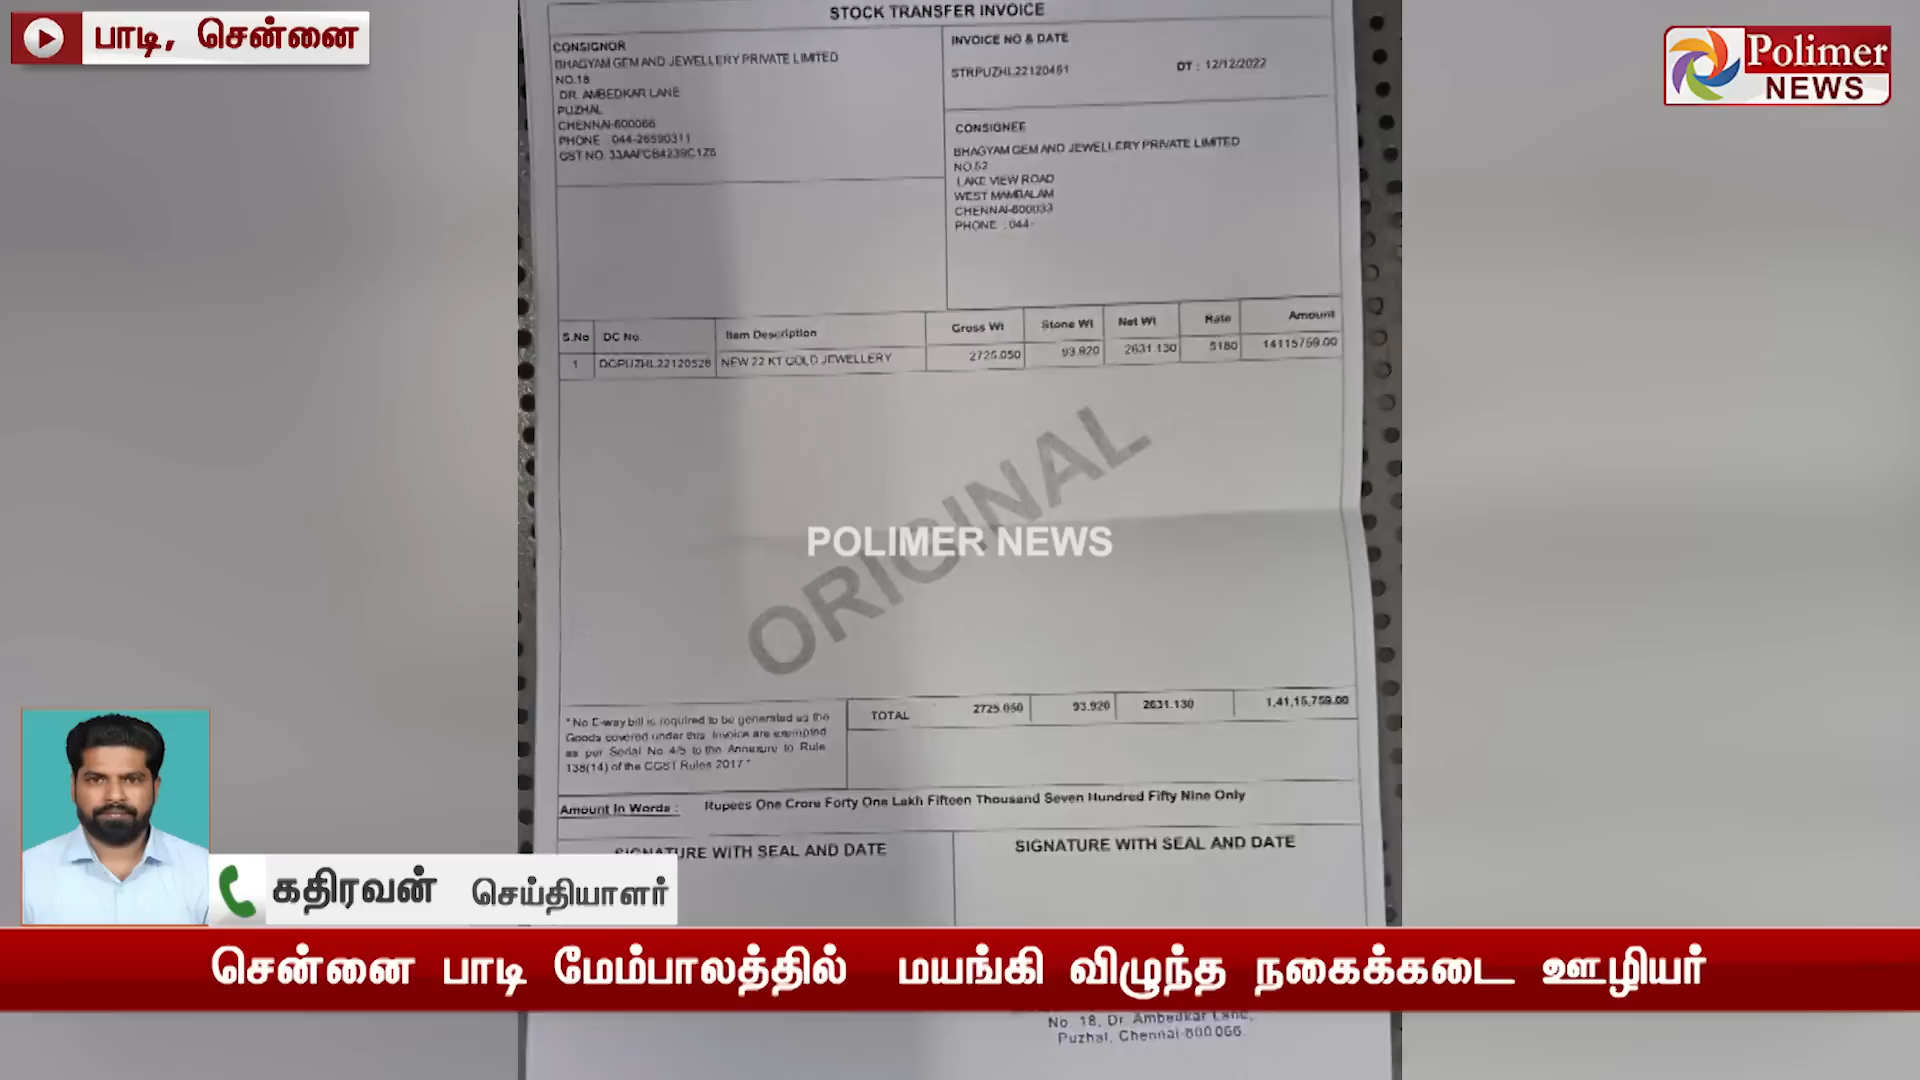 பாடி, சென்னை
Polimer
NEWS
STOCK TRANSFER INVOICE
CONSIGNOR
BHAGYAM GEM AND JEWELLERY PRIVATE LIMITED
NO.18
DR. AMBEDKAR LANE
PUZHAL
CHENNAI-600066
PHONE : 044-26590311
GST NO. 33AAFCB4239C1Z6
INVOICE NO & DATE
STRPUZHL22120461 DT : 12/12/2022
CONSIGNEE
BHAGYAM GEM AND JEWELLERY PRIVATE LIMITED
NO.52
LAKE VIEW ROAD
WEST MAMBALAM
CHENNAI-600033
PHONE : 044-
S.No DC No. Item Description Gross Wt Stone Wt Net Wt Rate Amount
1 DCPUZHL22120526 NEW 22 KT GOLD JEWELLERY 2725.050 93.920 2631.130 5180 14115759.00
ORIGINAL
POLIMER NEWS
TOTAL 2725.050 93.920 2631.130 1,41,15,759.00
"No E-way bill is required to be generated as the
Goods covered under this Invoice are exempted
as per Serial No 4/5 to the Annexure to Rule
138(14) of the CGST Rules 2017"
Amount In Words : Rupees One Crore Forty One Lakh Fifteen Thousand Seven Hundred Fifty Nine Only
SIGNATURE WITH SEAL AND DATE SIGNATURE WITH SEAL AND DATE
கதிரவன் செய்தியாளர்
சென்னை பாடி மேம்பாலத்தில் மயங்கி விழுந்த நகைக்கடை ஊழியர்
No. 18, Dr. Ambedkar Lane,
Puzhal, Chennai-600 066.